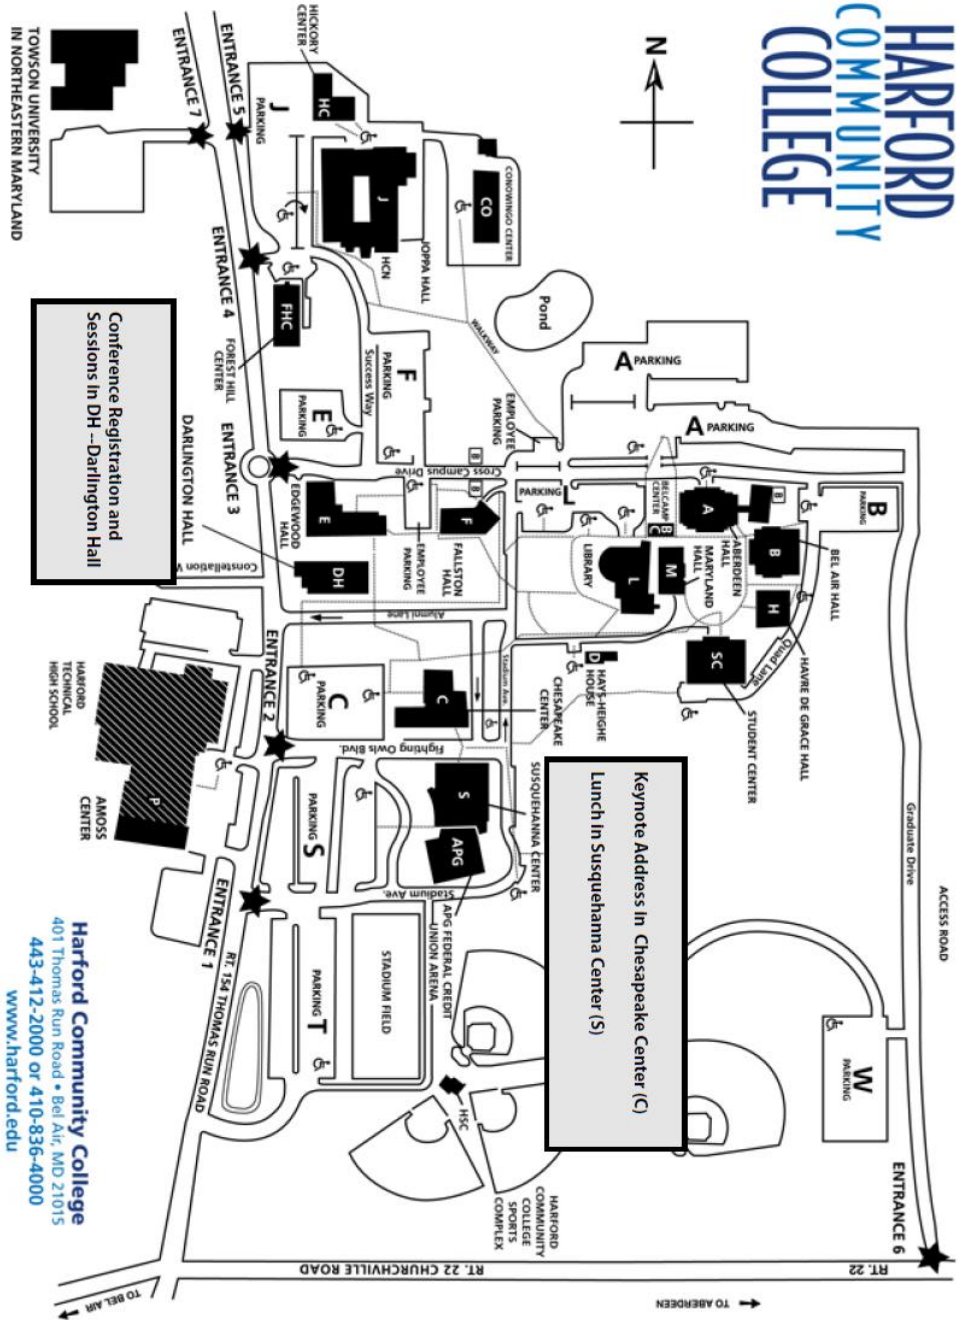 HARFORD
COMMUNITY
COLLEGE
N
HICKORY
CENTER
HC
TOWSON UNIVERSITY
IN NORTHEASTERN MARYLAND
ENTRANCE 7
ENTRANCE 5
J
PARKING
J
HCN
JOPPA HALL
CO
CONOWINGO CENTER
Pond
WALKWAY
ENTRANCE 4
FHC
FOREST HILL
CENTER
F
PARKING
Success Way
E
PARKING
EMPLOYEE
PARKING
A PARKING
A PARKING
Cross Campus Drive
B
B
ENTRANCE 3
EDGEWOOD
HALL
E
DARLINGTON HALL
DH
EMPLOYEE
PARKING
F
FALLSTON
HALL
L
PARKING
LIBRARY
L
BELCAMP
CENTER
B
C
A
ABERDEEN
HALL
M
MARYLAND
HALL
B
B
PARKING
B
BEL AIR HALL
H
HAVRE DE GRACE HALL
Quad Lane
SC
STUDENT CENTER
D
HAYS-HEIGHE
HOUSE
Constellation W
Alumni Lane
ENTRANCE 2
C
PARKING
C
CHESAPEAKE
CENTER
Stadium Ave.
Fighting Owls Blvd.
HARFORD
TECHNICAL
HIGH SCHOOL
P
AMOSS
CENTER
PARKING S
S
SUSQUEHANNA CENTER
APG
APG FEDERAL CREDIT
UNION ARENA
Stadium Ave.
ENTRANCE 1
RT. 154 THOMAS RUN ROAD
PARKING T
STADIUM FIELD
HSC
HARFORD
COMMUNITY
COLLEGE
SPORTS
COMPLEX
Graduate Drive
ACCESS ROAD
W
PARKING
ENTRANCE 6
RT. 22
RT. 22 CHURCHVILLE ROAD
TO BEL AIR
TO ABERDEEN
Conference Registration and
Sessions in DH --Darlington Hall
Keynote Address in Chesapeake Center (C)
Lunch in Susquehanna Center (S)
Harford Community College
401 Thomas Run Road • Bel Air, MD 21015
443-412-2000 or 410-836-4000
www.harford.edu